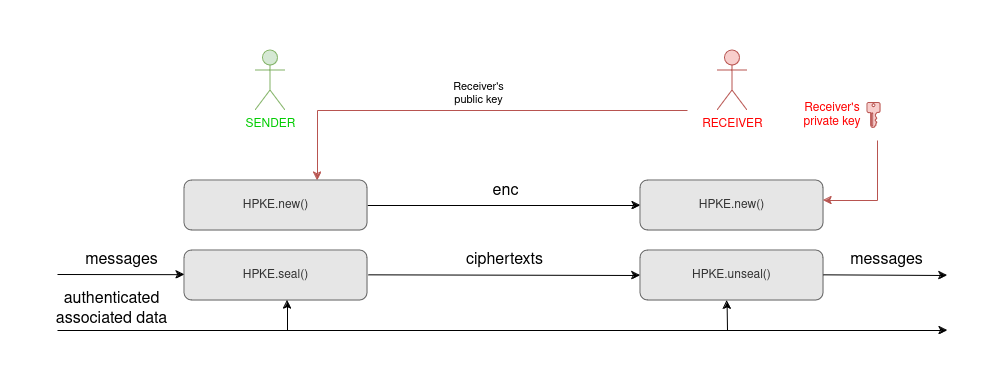 Receiver's
public key
SENDER
RECEIVER
Receiver's
private key
HPKE.new()
enc
HPKE.new()
messages
HPKE.seal()
ciphertexts
HPKE.unseal()
messages
authenticated
associated data